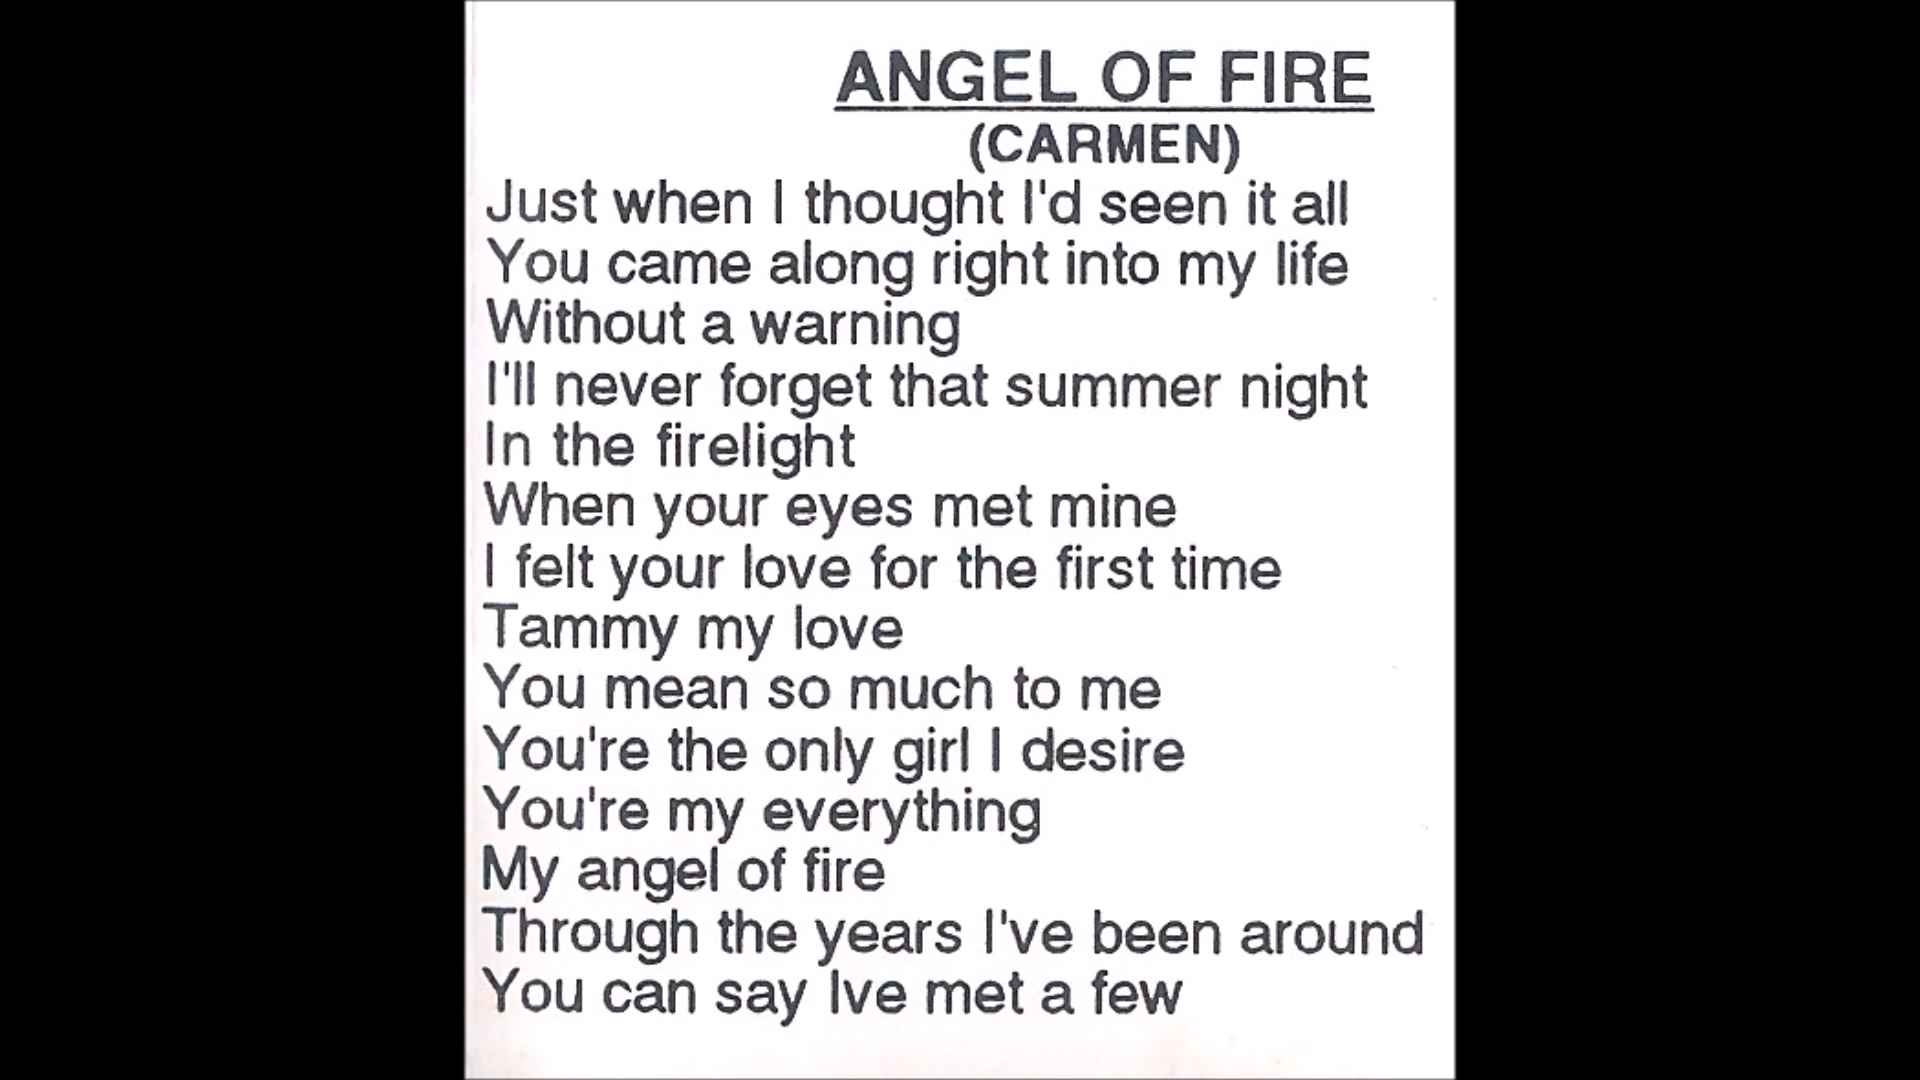 ANGEL OF FIRE
(CARMEN)
Just when I thought I'd seen it all
You came along right into my life
Without a warning
I'll never forget that summer night
In the firelight
When your eyes met mine
I felt your love for the first time
Tammy my love
You mean so much to me
You're the only girl I desire
You're my everything
My angel of fire
Through the years I've been around
You can say Ive met a few